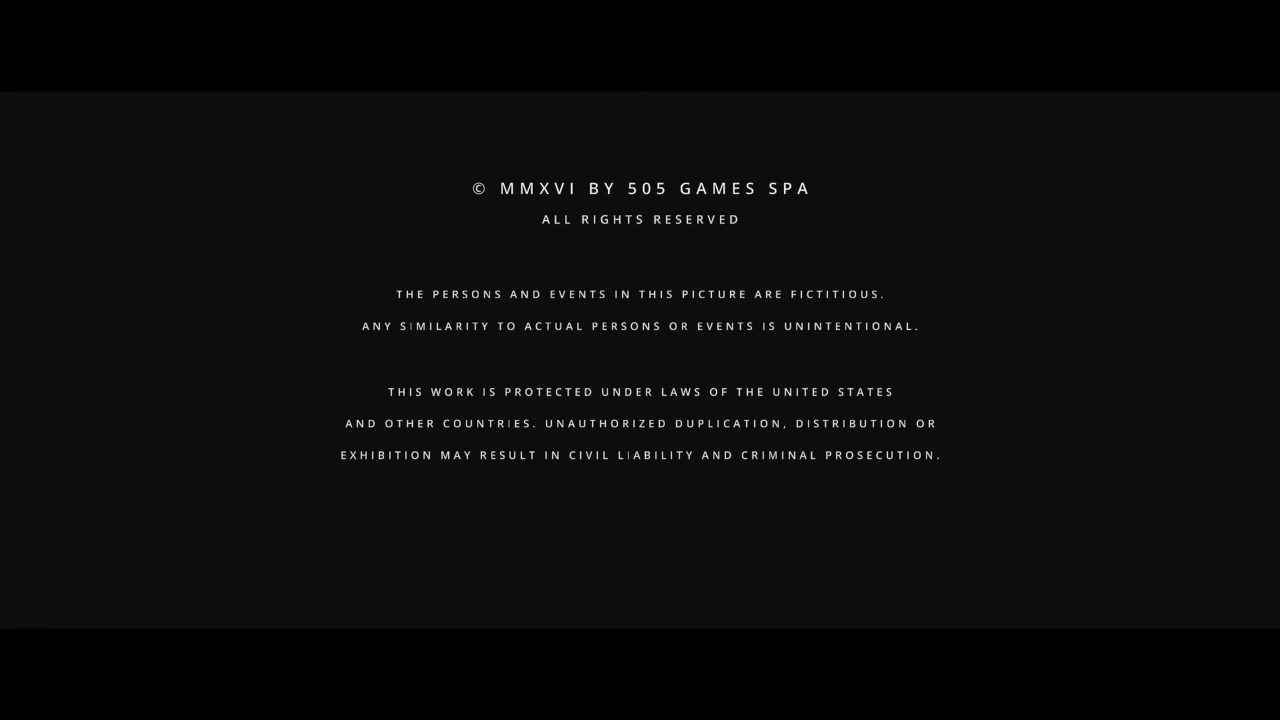 © MMXVI BY 505 GAMES SPA
ALL RIGHTS RESERVED
THE PERSONS AND EVENTS IN THIS PICTURE ARE FICTITIOUS.
ANY SIMILARITY TO ACTUAL PERSONS OR EVENTS IS UNINTENTIONAL.
THIS WORK IS PROTECTED UNDER LAWS OF THE UNITED STATES
AND OTHER COUNTRIES. UNAUTHORIZED DUPLICATION, DISTRIBUTION OR
EXHIBITION MAY RESULT IN CIVIL LIABILITY AND CRIMINAL PROSECUTION.